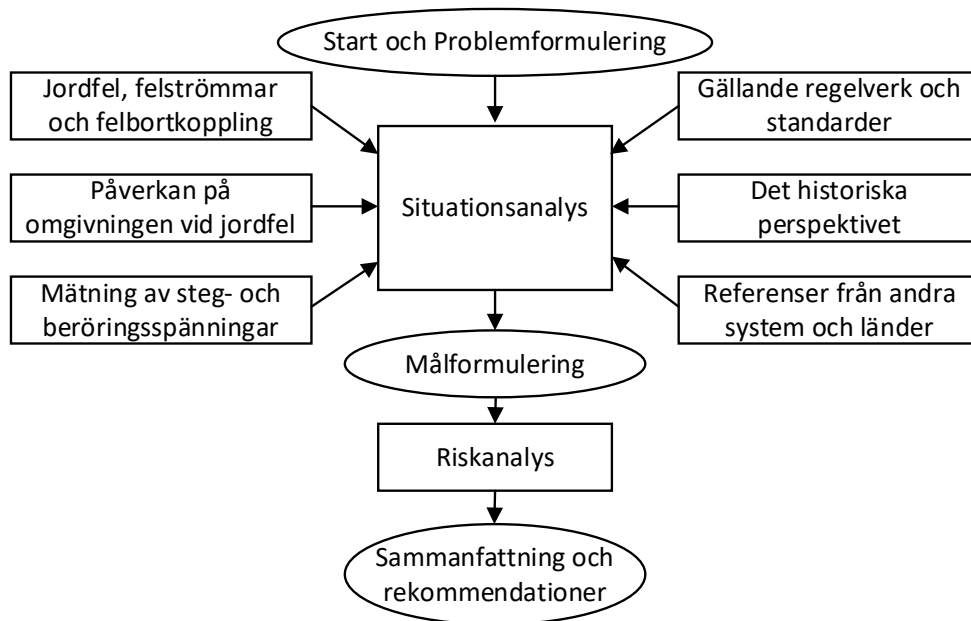 Start och Problemformulering
Jordfel, felströmmar
och felbortkoppling
Gällande regelverk och
standarder
Påverkan på
omgivningen vid jordfel
Situationsanalys
Det historiska
perspektivet
Mätning av steg- och
beröringsspänningar
Referenser från andra
system och länder
Målformulering
Riskanalys
Sammanfattning och
rekommendationer